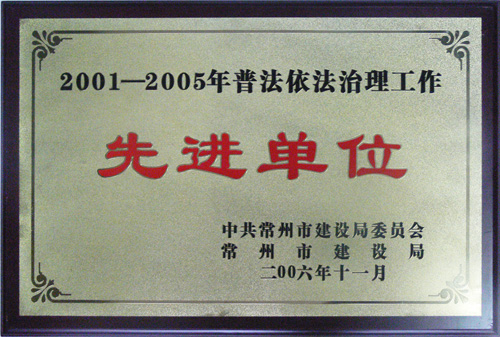 2001—2005年普法依法治理工作
先进单位
中共常州市建设局委员会
常州市建设局
二00六年十一月